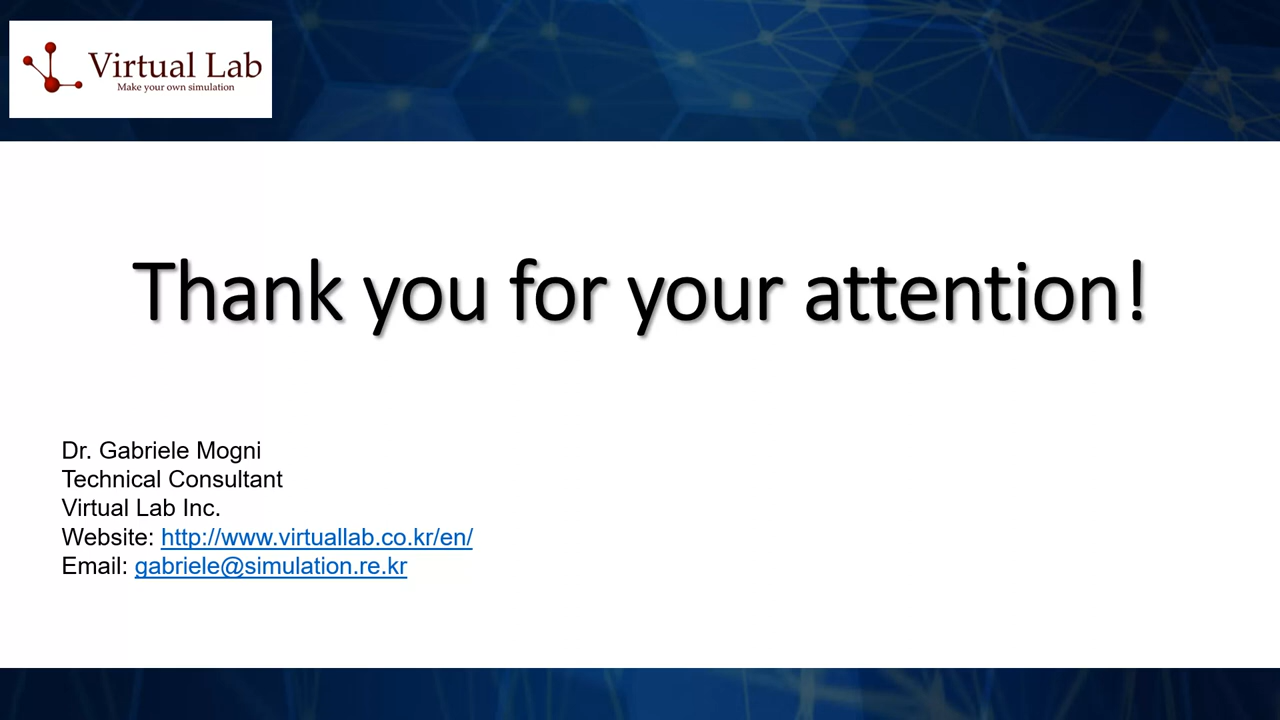 Virtual Lab
Make your own simulation
Thank you for your attention!
Dr. Gabriele Mogni
Technical Consultant
Virtual Lab Inc.
Website: http://www.virtuallab.co.kr/en/
Email: gabriele@simulation.re.kr